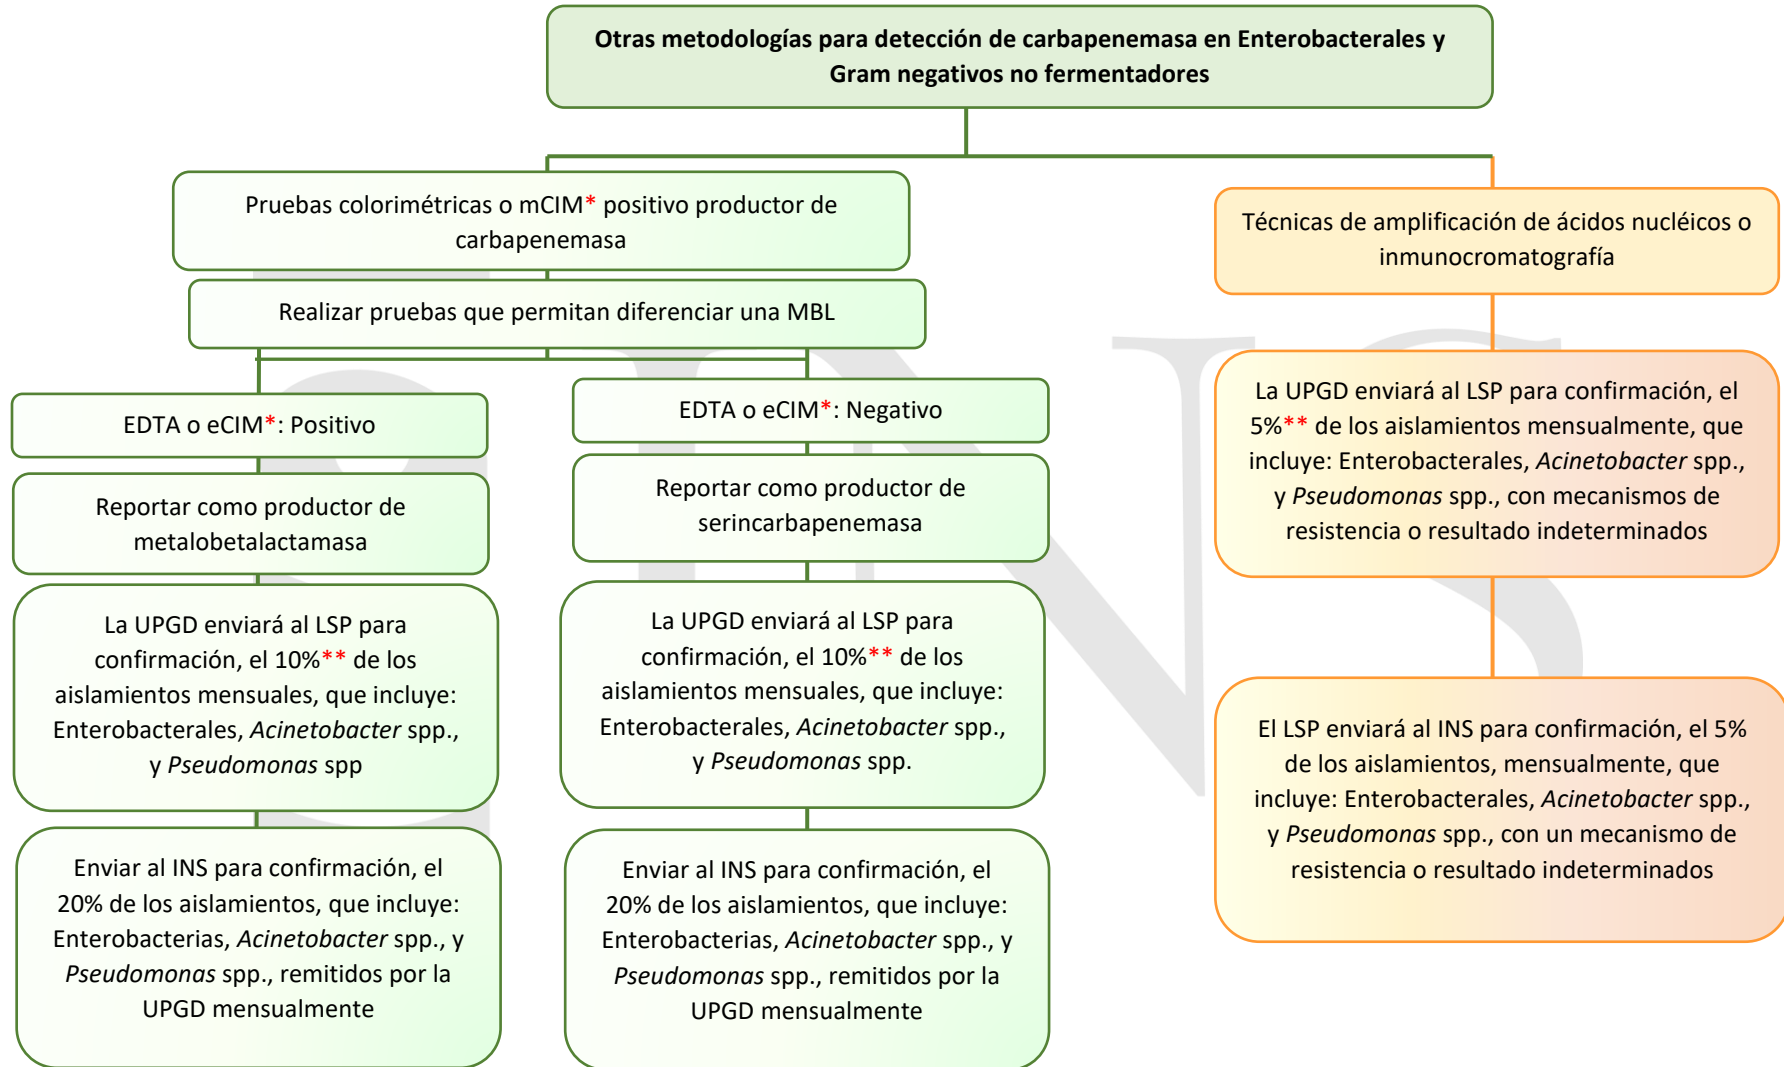 Otras metodologías para detección de carbapenemasa en Enterobacterales y
Gram negativos no fermentadores
Pruebas colorimétricas o mCIM* positivo productor de
carbapenemasa
Realizar pruebas que permitan diferenciar una MBL
EDTA o eCIM*: Positivo
Reportar como productor de
metalobetalactamasa
La UPGD enviará al LSP para
confirmación, el 10%** de los
aislamientos mensuales, que incluye:
Enterobacterales, Acinetobacter spp.,
y Pseudomonas spp
Enviar al INS para confirmación, el
20% de los aislamientos, que incluye:
Enterobacterias, Acinetobacter spp., y
Pseudomonas spp., remitidos por la
UPGD mensualmente
EDTA o eCIM*: Negativo
Reportar como productor de
serincarbapenemasa
La UPGD enviará al LSP para
confirmación, el 10%** de los
aislamientos mensuales, que incluye:
Enterobacterales, Acinetobacter spp.,
y Pseudomonas spp.
Enviar al INS para confirmación, el
20% de los aislamientos, que incluye:
Enterobacterias, Acinetobacter spp., y
Pseudomonas spp., remitidos por la
UPGD mensualmente
Técnicas de amplificación de ácidos nucléicos o
inmunocromatografía
La UPGD enviará al LSP para confirmación, el
5%** de los aislamientos mensualmente, que
incluye: Enterobacterales, Acinetobacter spp.,
y Pseudomonas spp., con mecanismos de
resistencia o resultado indeterminados
El LSP enviará al INS para confirmación, el 5%
de los aislamientos, mensualmente, que
incluye: Enterobacterales, Acinetobacter spp.,
y Pseudomonas spp., con un mecanismo de
resistencia o resultado indeterminados
INS